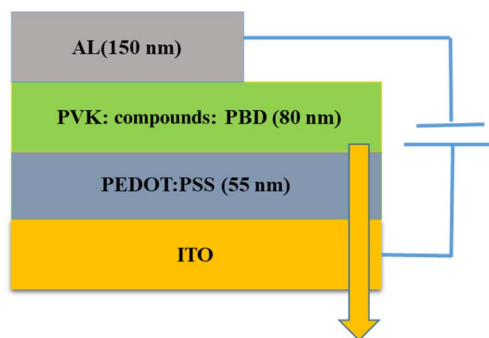 AL(150 nm)
PVK: compounds: PBD (80 nm)
PEDOT:PSS (55 nm)
ITO